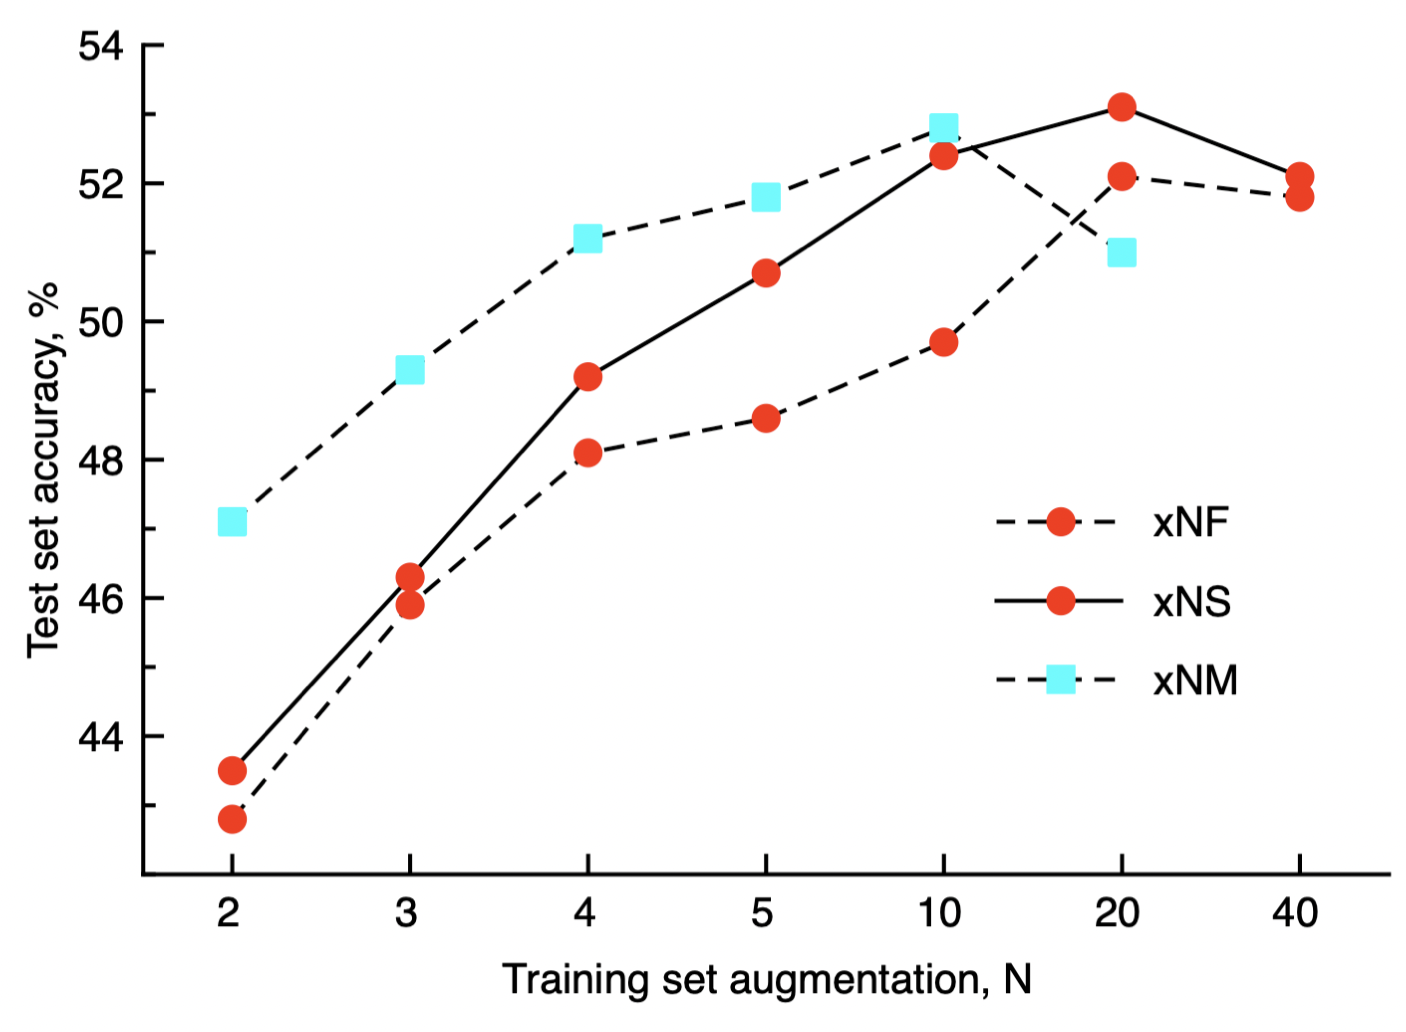 54
52
50
48
46
44
Test set accuracy, %
xNF
xNS
xNM
2 3 4 5 10 20 40
Training set augmentation, N